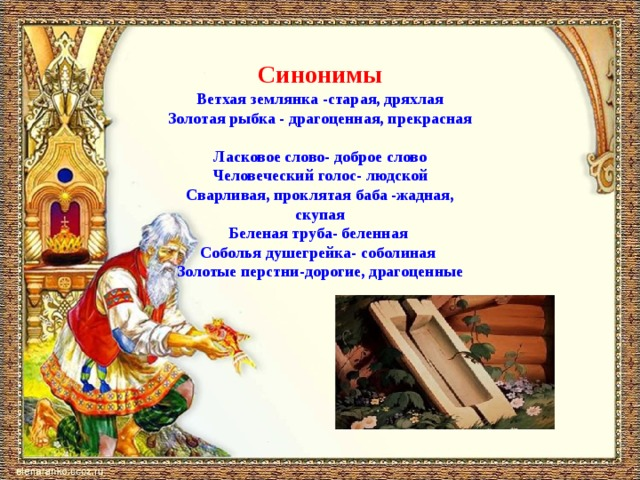 Синонимы
Ветхая землянка -старая, дряхлая
Золотая рыбка - драгоценная, прекрасная
Ласковое слово- доброе слово
Человеческий голос- людской
Сварливая, проклятая баба -жадная,
скупая
Беленая труба- беленная
Соболья душегрейка- соболиная
Золотые перстни-дорогие, драгоценные
elenaranko.ucoz.ru